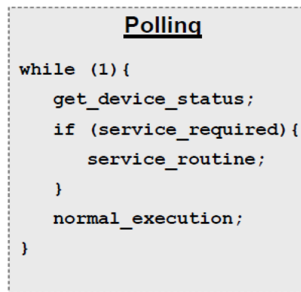 Polling
while (1){
get_device_status;
if (service_required){
service_routine;
}
normal_execution;
}